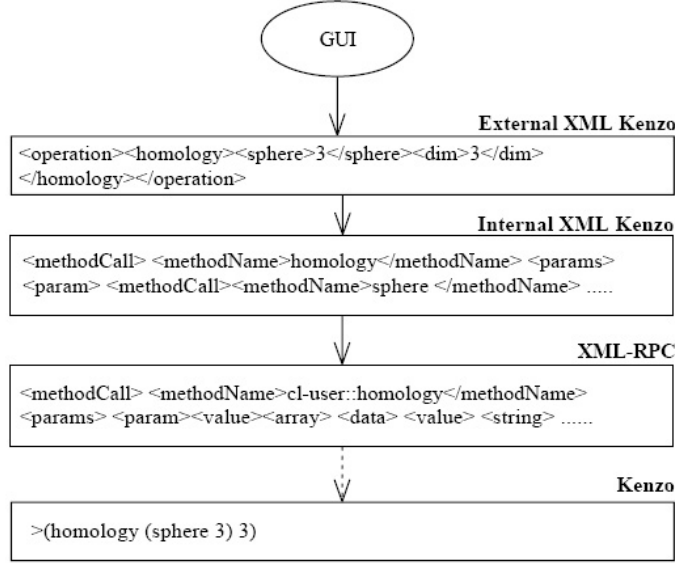 GUI
External XML Kenzo
<operation><homology><sphere>3</sphere><dim>3</dim>
</homology></operation>
Internal XML Kenzo
<methodCall> <methodName>homology</methodName> <params>
<param> <methodCall><methodName>sphere </methodName> .....
XML-RPC
<methodCall> <methodName>cl-user::homology</methodName>
<params> <param><value><array> <data> <value> <string> ......
Kenzo
>(homology (sphere 3) 3)